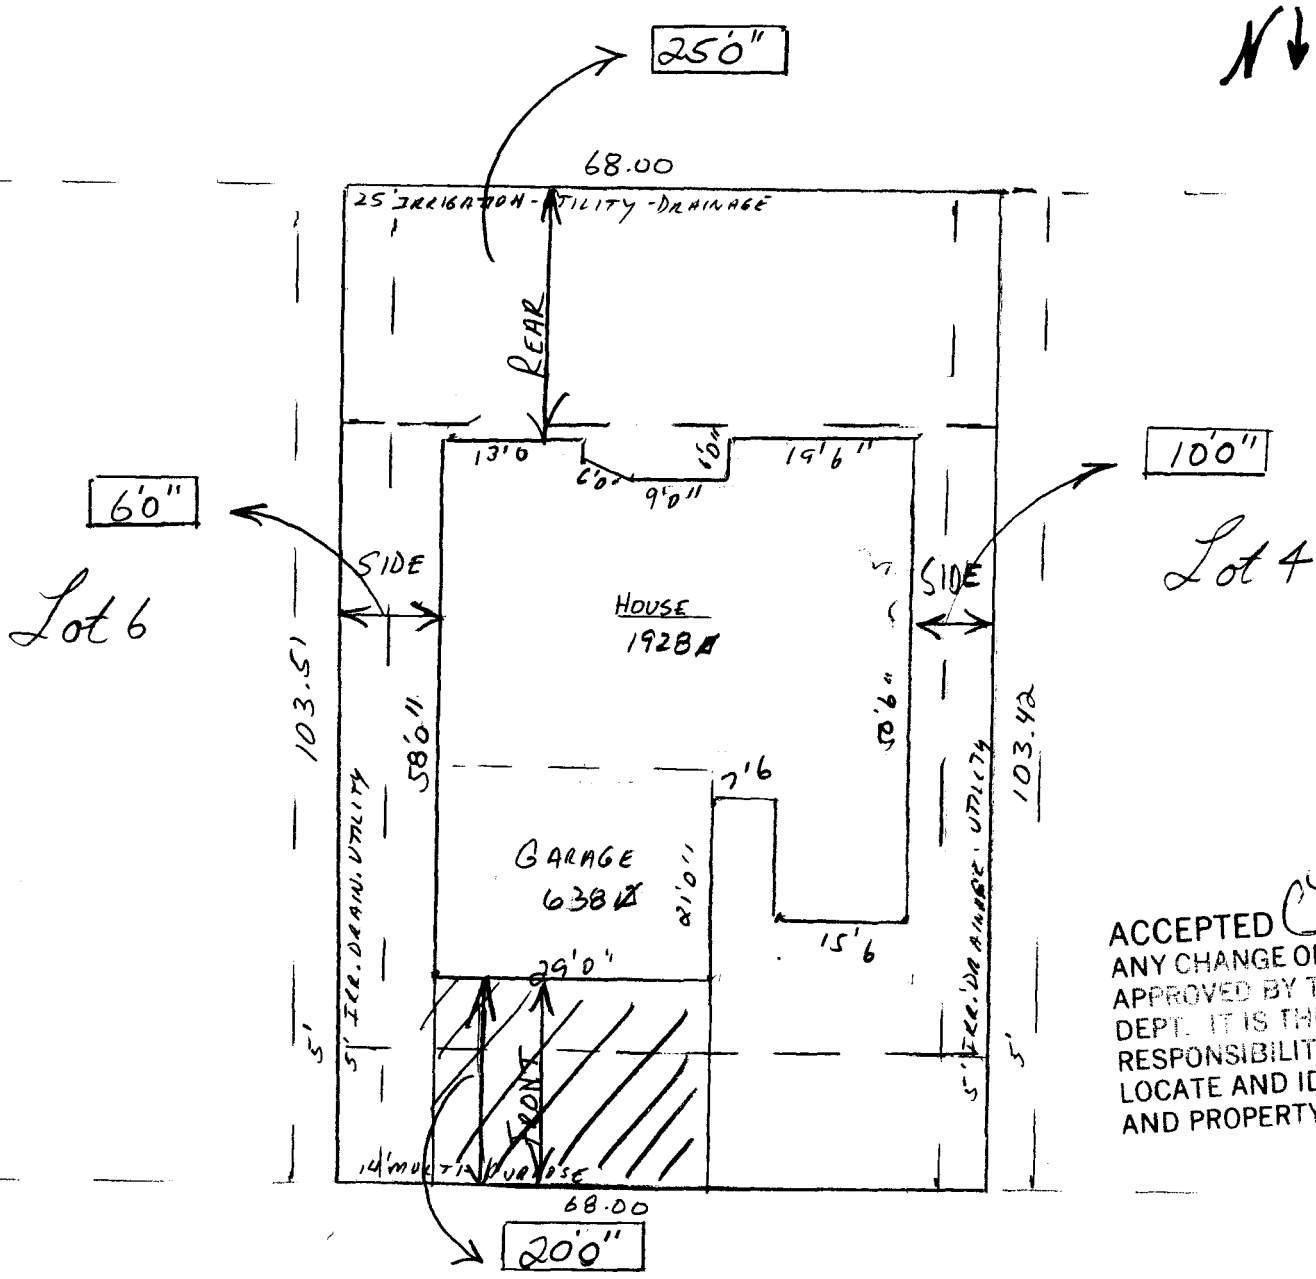 N
25'0"
68.00
25' IRRIGATION-UTILITY-DRAINAGE
REAR
13'0
6'0"
9'0"
6'0"
19'6"
6'0"
10'0"
SIDE
SIDE
Lot 6
Lot 4
HOUSE
1928
103.51
58'0"
50'6"
103.42
7'6
GARAGE
638
21'0"
15'6
29'0"
5' IRR. DRAIN. UTILITY
5' IRR. DRAINAGE. UTILITY
5'
5'
FRONT
14' MULTI-PURPOSE
68.00
20'0"
ACCEPTED
ANY CHANGE O
APPROVED BY T
DEPT. IT IS TH
RESPONSIBILIT
LOCATE AND ID
AND PROPERTY